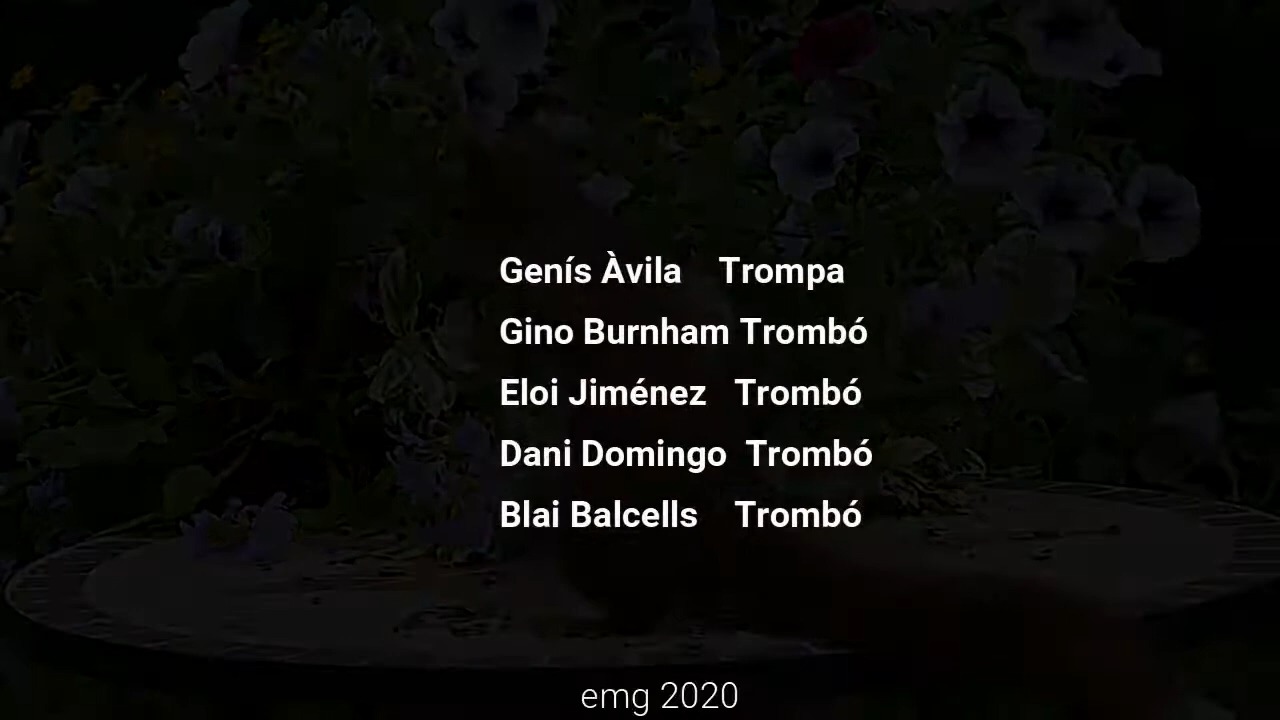 Genís Àvila Trompa
Gino Burnham Trombó
Eloi Jiménez Trombó
Dani Domingo Trombó
Blai Balcells Trombó
emg 2020